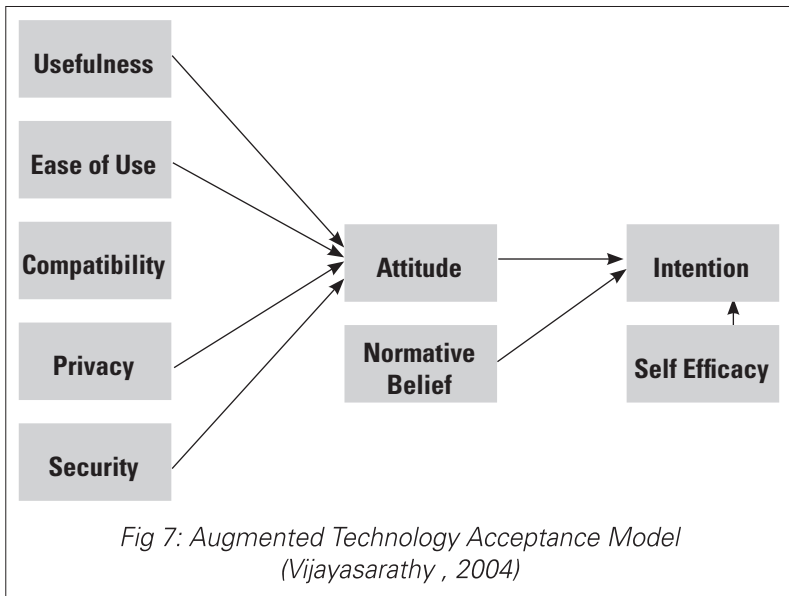 Usefulness
Ease of Use
Compatibility
Privacy
Security
Attitude
Normative
Belief
Intention
Self Efficacy
Fig 7: Augmented Technology Acceptance Model
(Vijayasarathy , 2004)